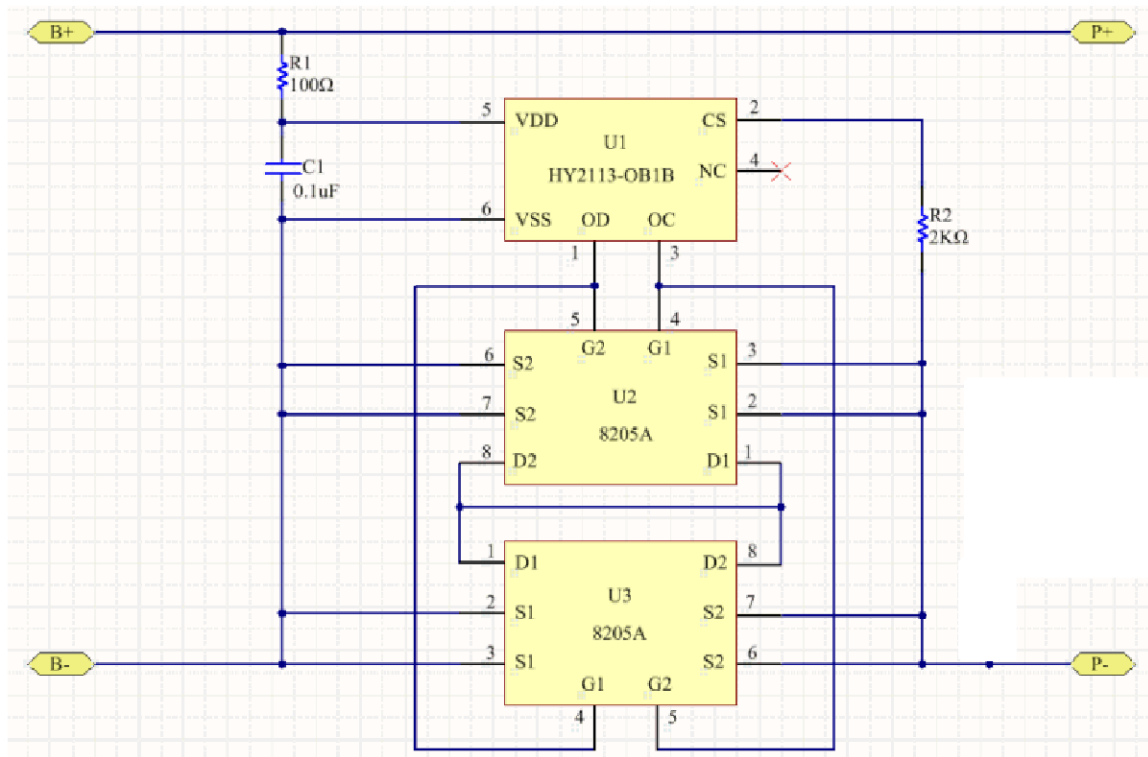 B+
P+
R1
100Ω
5
VDD
CS
2
U1
NC
4
HY2113-OB1B
C1
0.1uF
6
VSS
OD
OC
R2
2KΩ
1
3
5
4
G2
G1
6
S2
S1
3
U2
7
S2
S1
2
8205A
8
D2
D1
1
1
D1
D2
8
U3
2
S1
S2
7
8205A
B-
3
S1
S2
6
P-
G1
G2
4
5